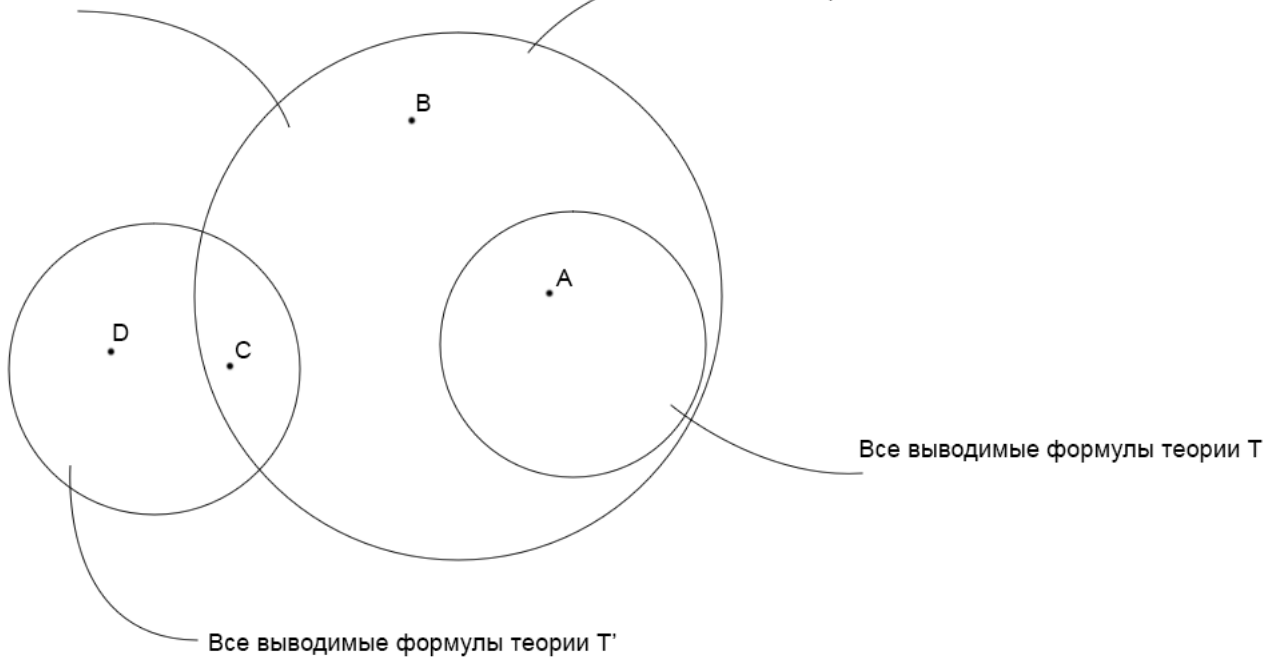 B
A
D
C
Все выводимые формулы теории T
Все выводимые формулы теории T’